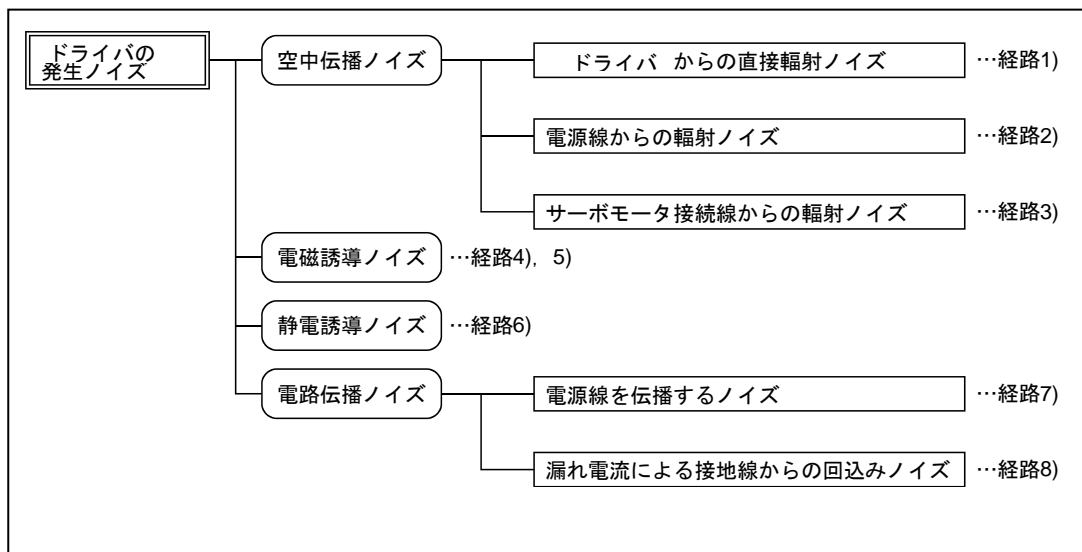 ドライバの
発生ノイズ
空中伝播ノイズ
ドライバ からの直接輻射ノイズ
…経路1)
電源線からの輻射ノイズ
…経路2)
サーボモータ接続線からの輻射ノイズ
…経路3)
電磁誘導ノイズ
…経路4), 5)
静電誘導ノイズ
…経路6)
電路伝播ノイズ
電源線を伝播するノイズ
…経路7)
漏れ電流による接地線からの回込みノイズ
…経路8)